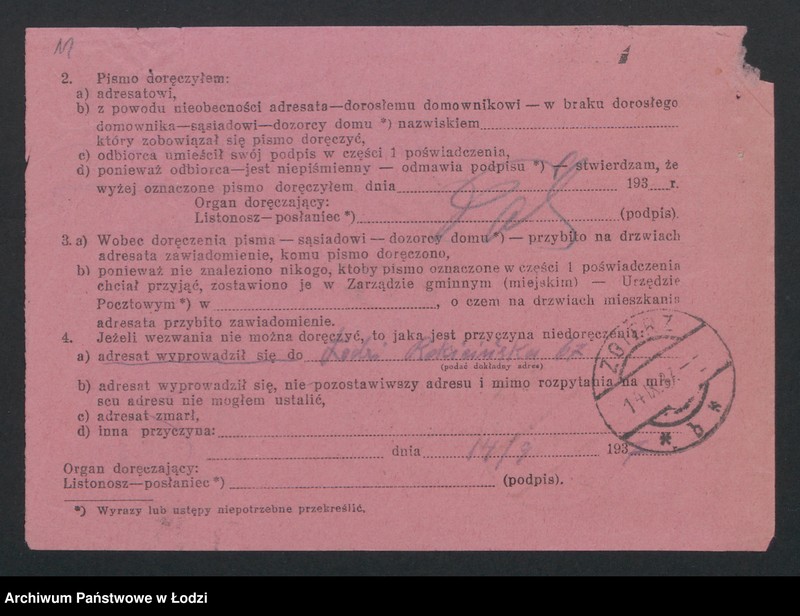 2. Pismo doręczyłem:
a) adresatowi,
b) z powodu nieobecności adresata—dorosłemu domownikowi — w braku dorosłego
domownika—sąsiadowi—dozorcy domu *) nazwiskiem
który zobowiązał się pismo doręczyć,
c) odbiorca umieścił swój podpis w części 1 poświadczenia,
d) ponieważ odbiorca—jest niepiśmienny — odmawia podpisu *) — stwierdzam, że
wyżej oznaczone pismo doręczyłem dnia 193 r.
Organ doręczający:
Listonosz—posłaniec *) (podpis).
3. a) Wobec doręczenia pisma — sąsiadowi — dozorcy domu *) — przybito na drzwiach
adresata zawiadomienie, komu pismo doręczono,
b) ponieważ nie znaleziono nikogo, ktoby pismo oznaczone w części 1 poświadczenia
chciał przyjąć, zostawiono je w Zarządzie gminnym (miejskim) — Urzędzie
Pocztowym *) w , o czem na drzwiach mieszkania
adresata przybito zawiadomienie.
4. Jeżeli wezwania nie można doręczyć, to jaka jest przyczyna niedoręczenia:
a) adresat wyprowadził się do Łodzi
(podać dokładny adres)
b) adresat wyprowadził się, nie pozostawiwszy adresu i mimo rozpytania na miej
scu adresu nie mogłem ustalić,
c) adresat zmarł,
d) inna przyczyna:
dnia 14/9 193 r.
Organ doręczający:
Listonosz—posłaniec *) (podpis).
*) Wyrazy lub ustępy niepotrzebne przekreślić.
ZGIERZ
* b *
Archiwum Państwowe w Łodzi